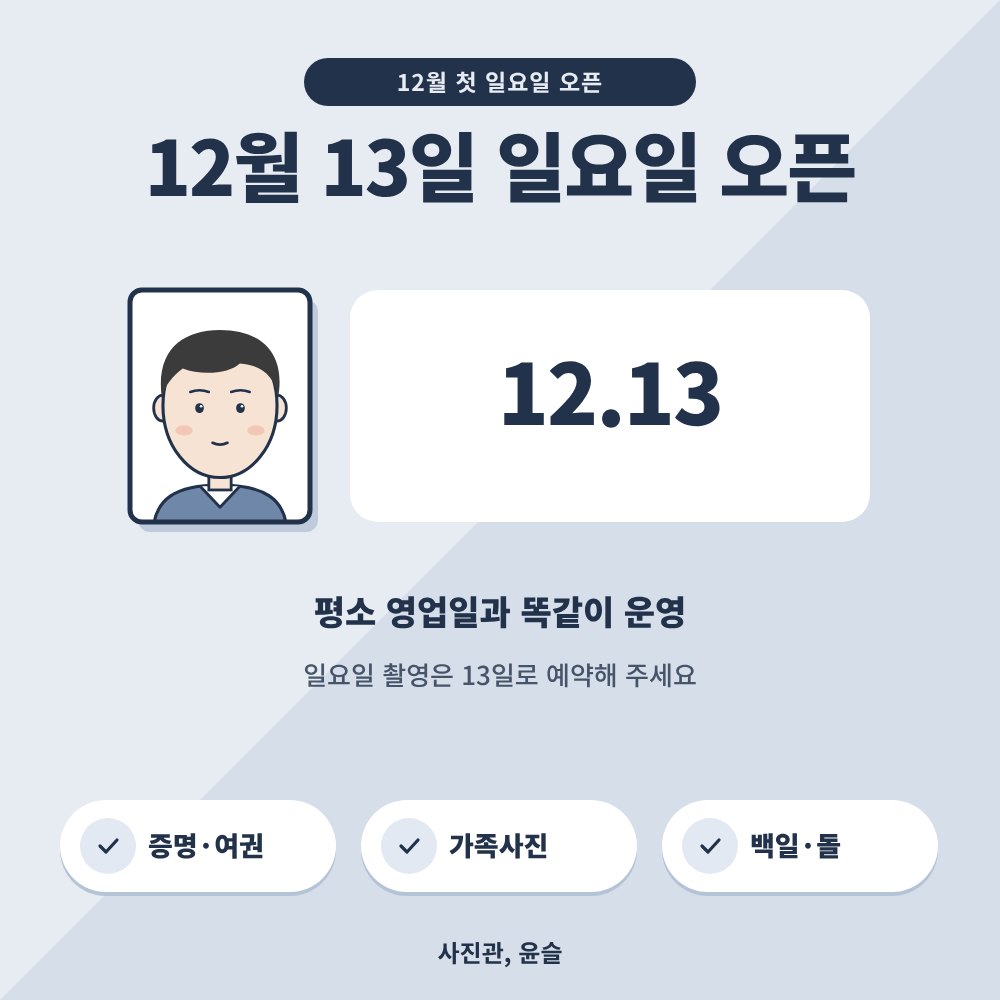 12월 첫 일요일 오픈
12월 13일 일요일 오픈
12.13
평소 영업일과 똑같이 운영
일요일 촬영은 13일로 예약해 주세요
증명·여권
가족사진
백일·돌
사진관, 윤슬